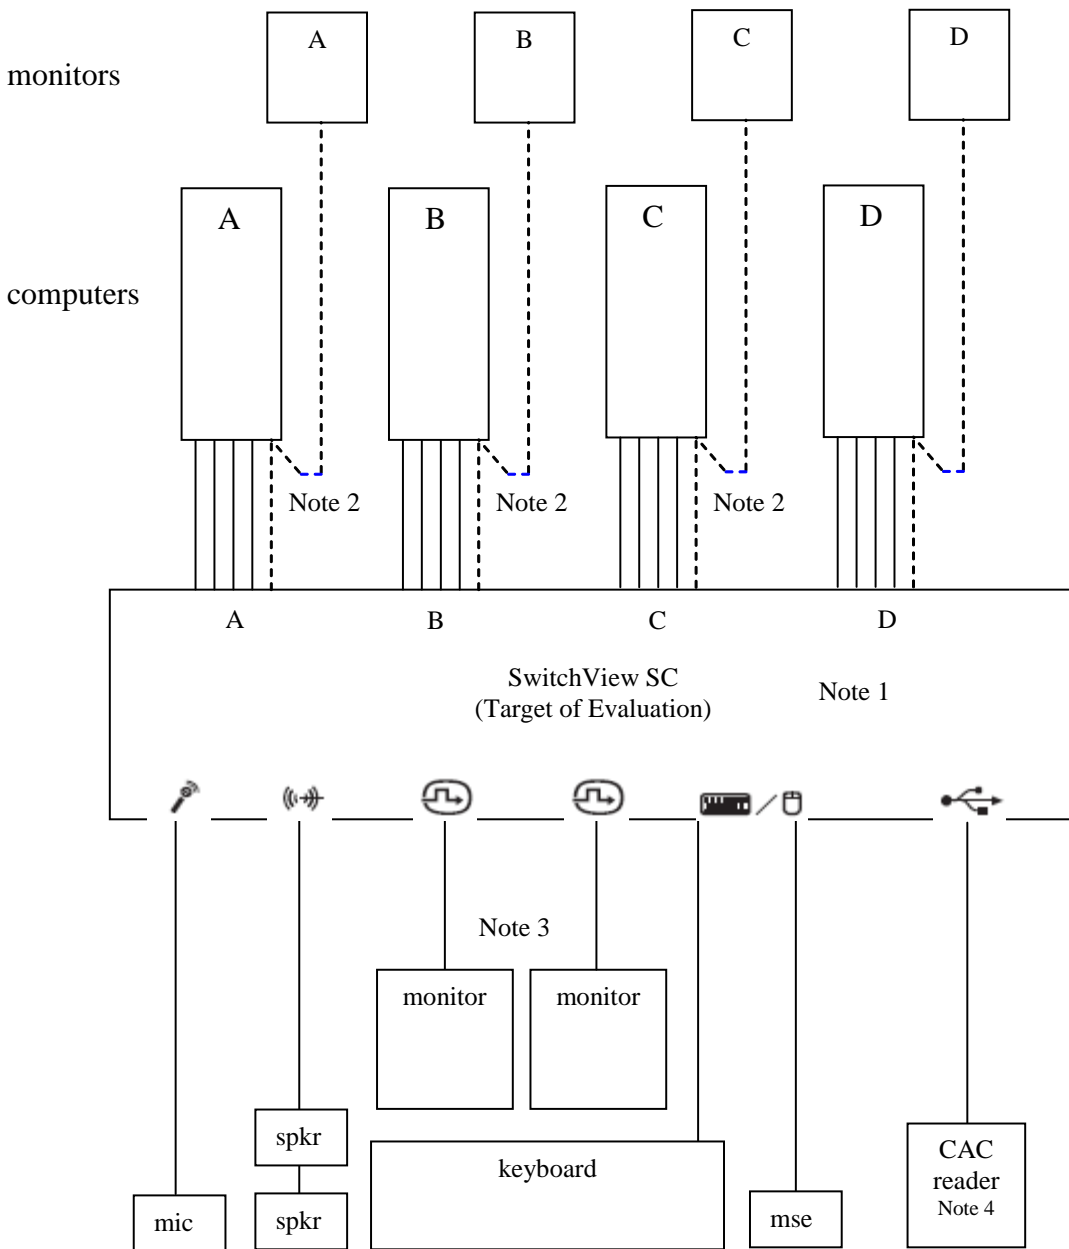 A
B
C
D
monitors
A
B
C
D
computers
Note 2
Note 2
Note 2
A
B
C
D
SwitchView SC
(Target of Evaluation)
Note 1
Note 3
monitor
monitor
spkr
keyboard
CAC
reader
Note 4
mic
spkr
mse